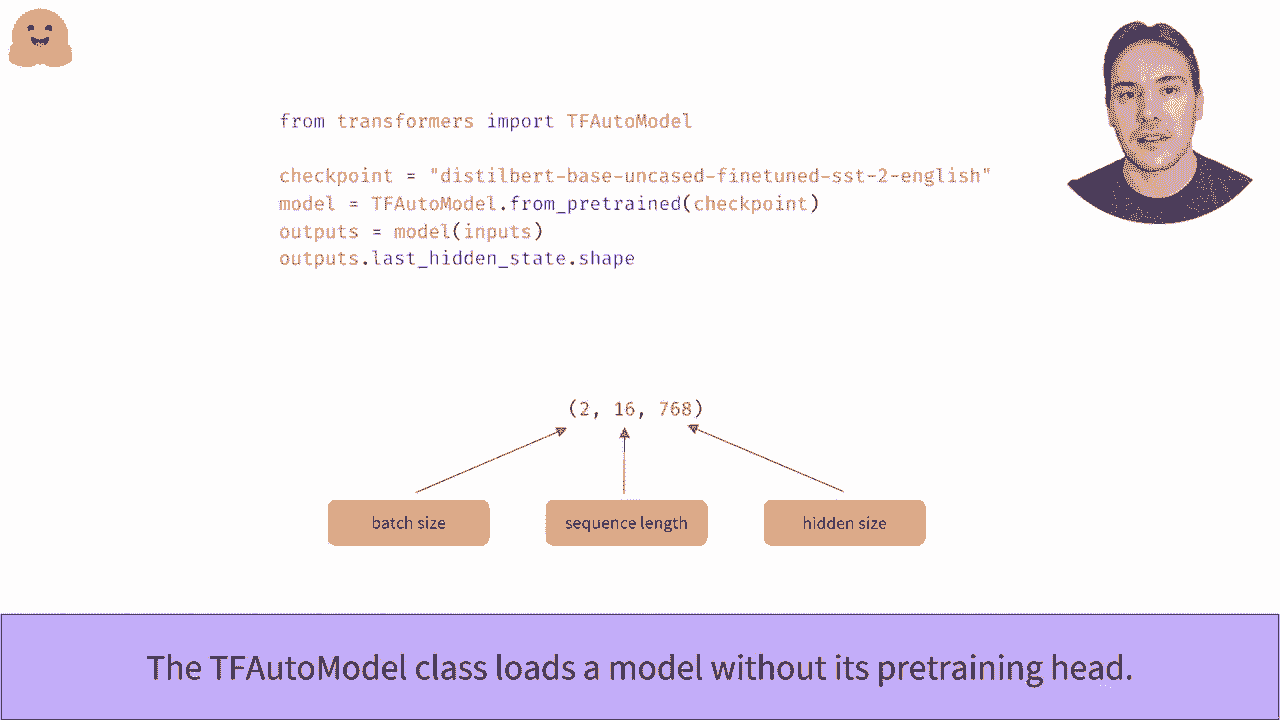 from transformers import TFAutoModel
checkpoint = "distilbert-base-uncased-finetuned-sst-2-english"
model = TFAutoModel.from_pretrained(checkpoint)
outputs = model(inputs)
outputs.last_hidden_state.shape
(2, 16, 768)
batch size
sequence length
hidden size
The TFAutoModel class loads a model without its pretraining head.